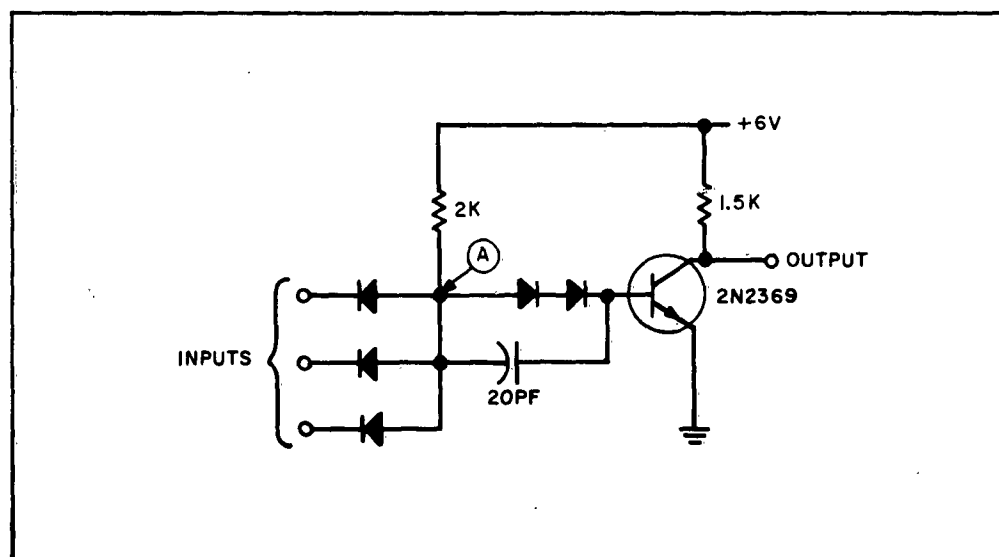 +6V
2K
1.5K
A
OUTPUT
2N2369
INPUTS
20PF